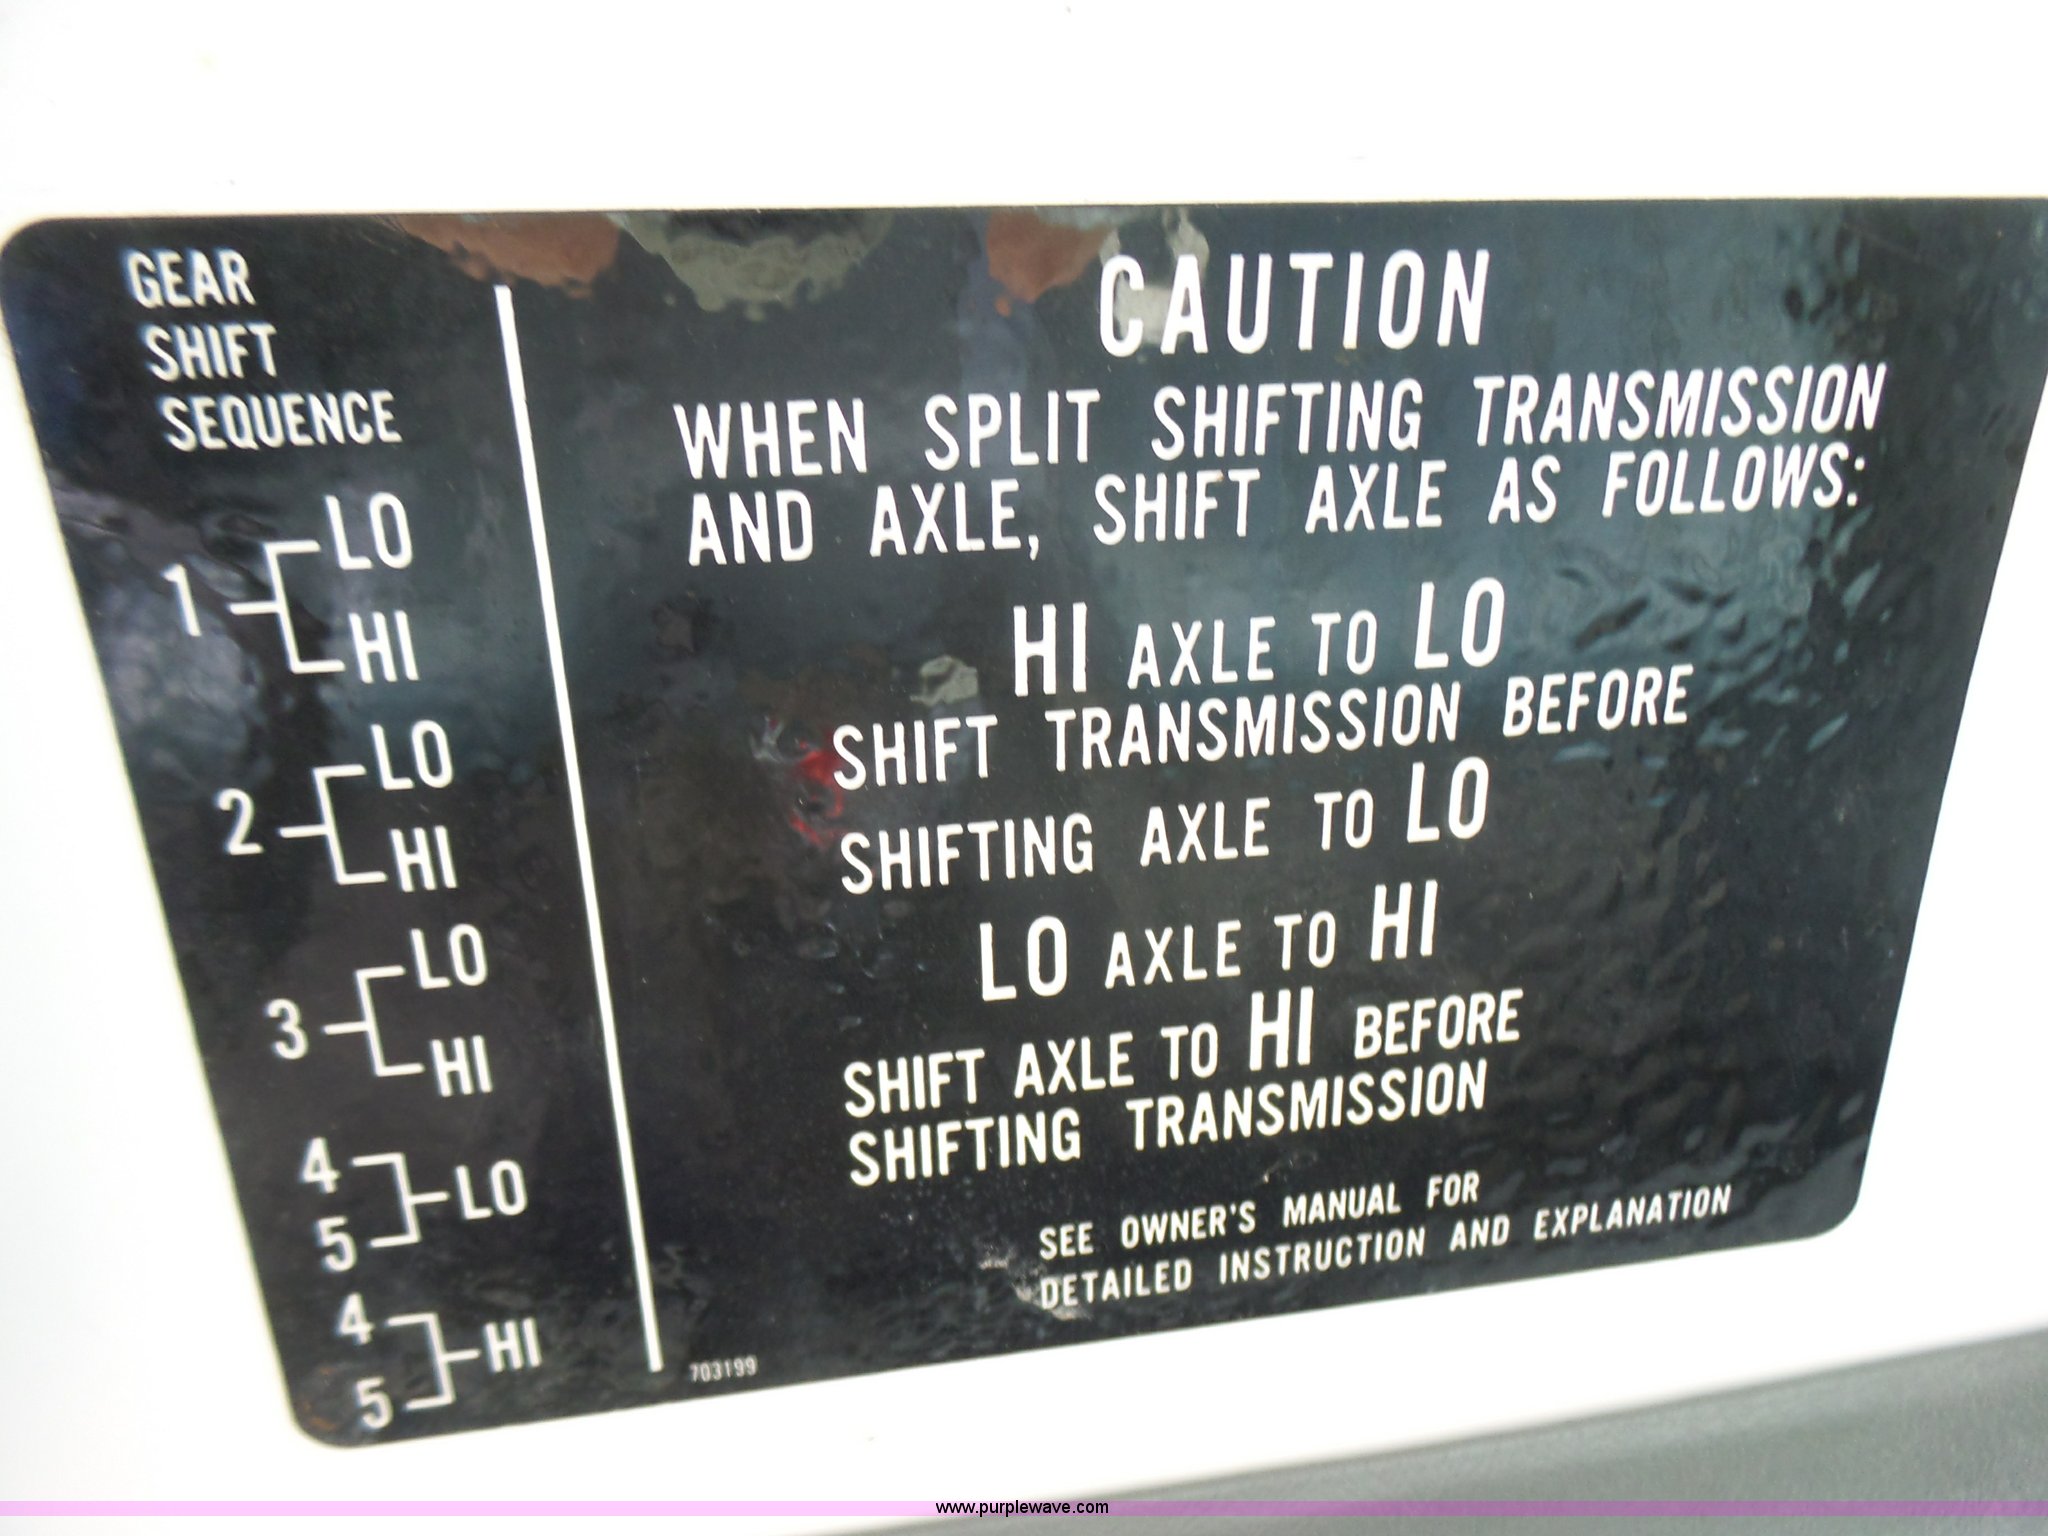 GEAR
SHIFT
SEQUENCE
1 LO
HI
2 LO
HI
3 LO
HI
4
5 LO
4
5 HI
CAUTION
WHEN SPLIT SHIFTING TRANSMISSION
AND AXLE, SHIFT AXLE AS FOLLOWS:
HI AXLE TO LO
SHIFT TRANSMISSION BEFORE
SHIFTING AXLE TO LO
LO AXLE TO HI
SHIFT AXLE TO HI BEFORE
SHIFTING TRANSMISSION
SEE OWNER'S MANUAL FOR
DETAILED INSTRUCTION AND EXPLANATION
703199
www.purplewave.com